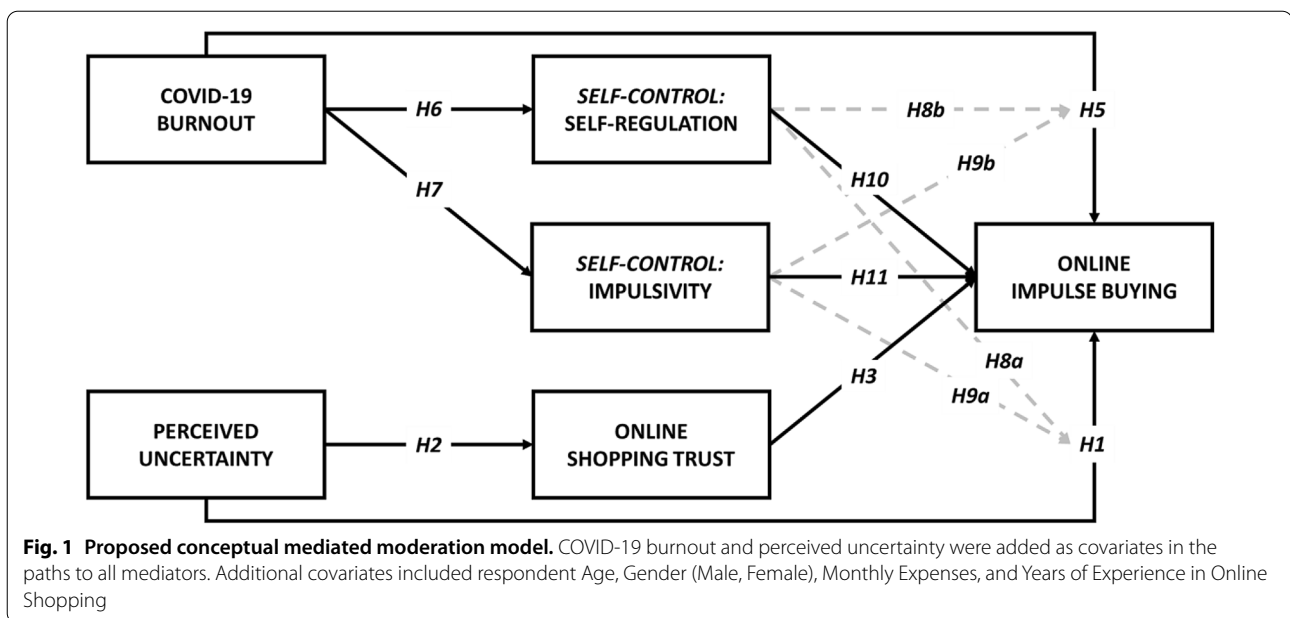 COVID-19
BURNOUT
H6
SELF-CONTROL:
SELF-REGULATION
H8b
H5
H7
H10
H9b
SELF-CONTROL:
IMPULSIVITY
H11
ONLINE
IMPULSE BUYING
H3
H8a
H9a
PERCEIVED
UNCERTAINTY
H2
ONLINE
SHOPPING TRUST
H1
Fig. 1 Proposed conceptual mediated moderation model. COVID-19 burnout and perceived uncertainty were added as covariates in the
paths to all mediators. Additional covariates included respondent Age, Gender (Male, Female), Monthly Expenses, and Years of Experience in Online
Shopping